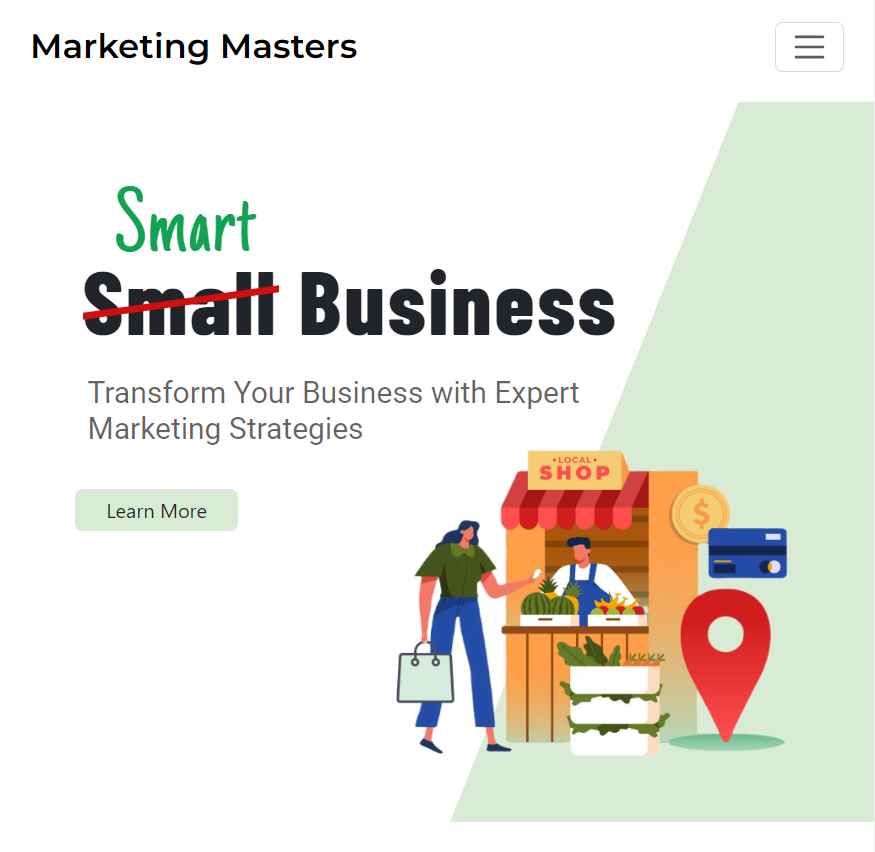 Marketing Masters
Smart
Small Business
Transform Your Business with Expert
Marketing Strategies
Learn More
• LOCAL •
SHOP
$